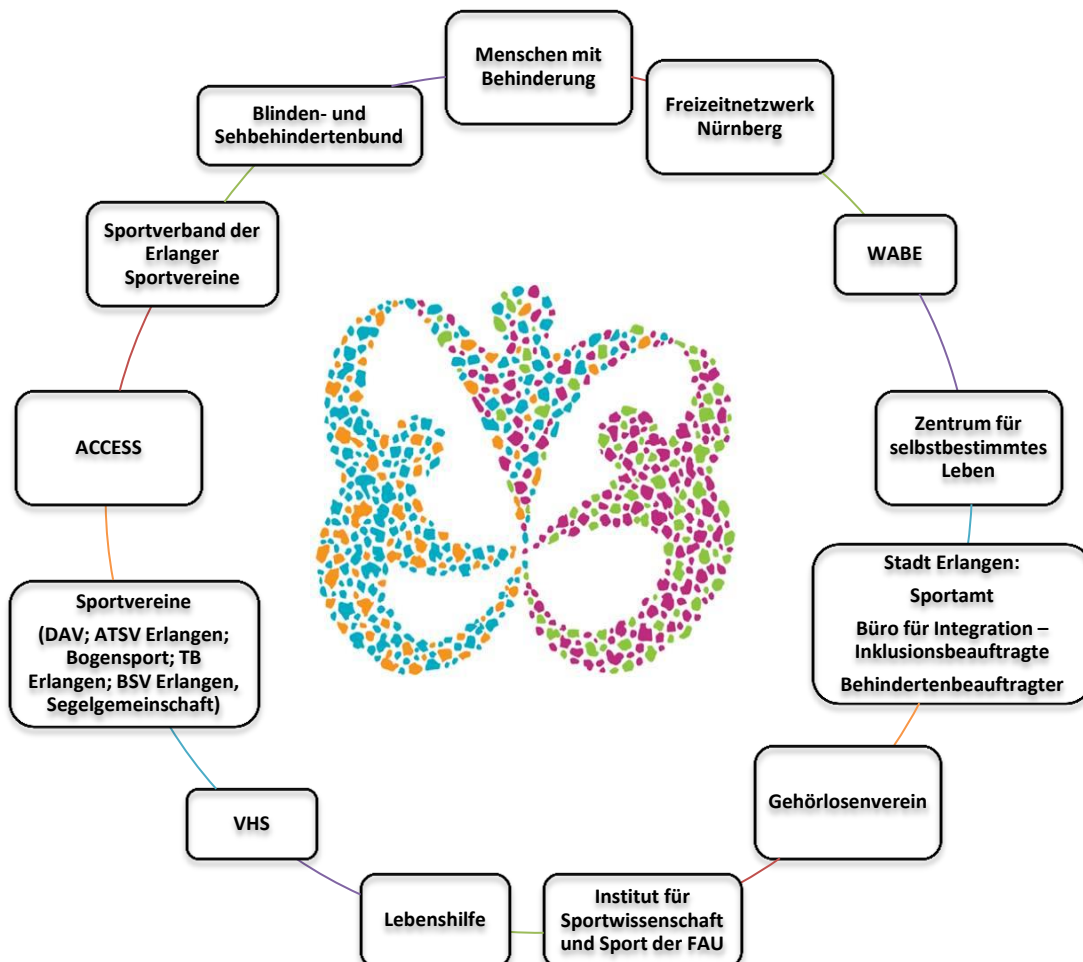 Menschen mit
Behinderung
Freizeitnetzwerk
Nürnberg
WABE
Zentrum für
selbstbestimmtes
Leben
Stadt Erlangen:
Sportamt
Büro für Integration –
Inklusionsbeauftragte
Behindertenbeauftragter
Gehörlosenverein
Institut für
Sportwissenschaft
und Sport der FAU
Lebenshilfe
VHS
Sportvereine
(DAV; ATSV Erlangen;
Bogensport; TB
Erlangen; BSV Erlangen,
Segelgemeinschaft)
ACCESS
Sportverband der
Erlanger
Sportvereine
Blinden- und
Sehbehindertenbund